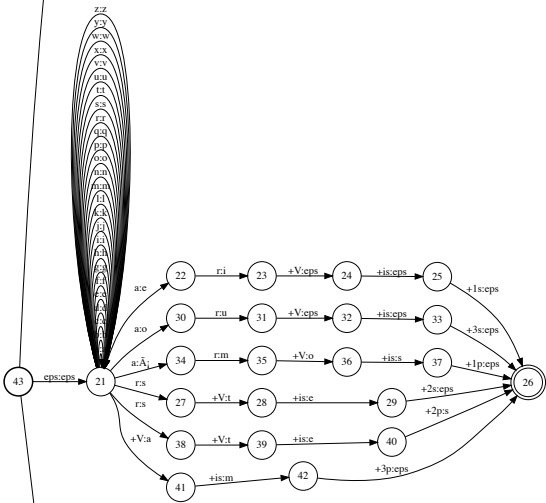 z:z
y:y
w:w
x:x
v:v
u:u
t:t
s:s
r:r
q:q
p:p
o:o
n:n
m:m
l:l
k:k
j:j
i:i
h:h
a:e
22
r:i
23
+V:eps
24
+is:eps
25
+1s:eps
a:o
30
r:u
31
+V:eps
32
+is:eps
33
+3s:eps
a:Ã¡
34
r:m
35
+V:o
36
+is:s
37
+1p:eps
43
eps:eps
21
26
r:s
27
+V:t
28
+is:e
29
+2s:eps
r:s
38
+V:t
39
+is:e
40
+2p:s
+V:a
41
+is:m
42
+3p:eps